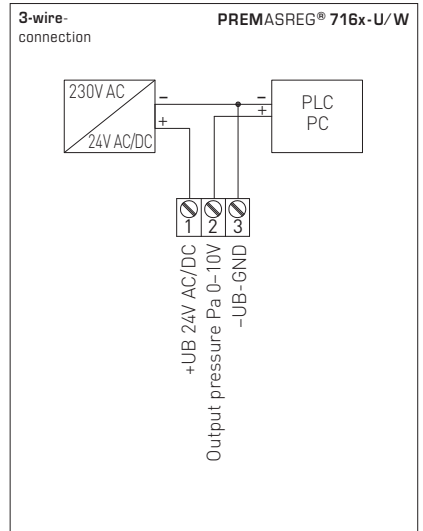 3-wire-
connection
PREMASREG® 716x-U/W
230V AC
24V AC/DC
–
+
–
+
PLC
PC
1 2 3
+UB 24V AC/DC
Output pressure Pa 0–10V
–UB-GND